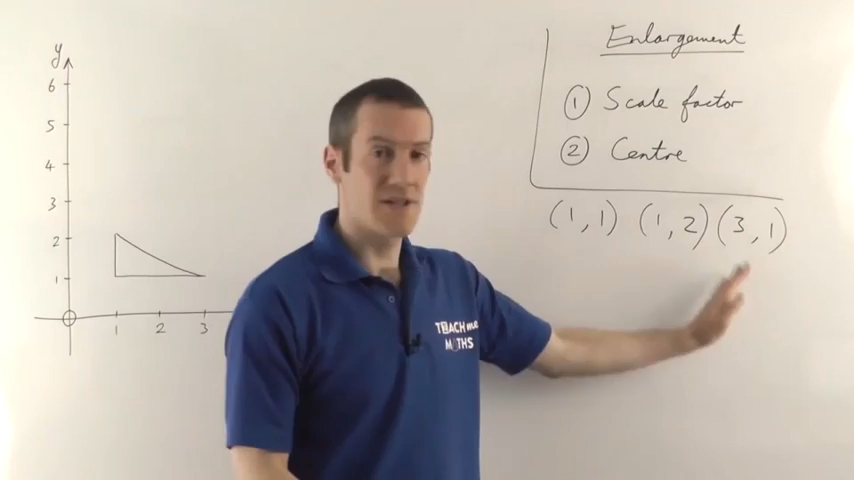 Enlargement
① Scale factor
② Centre
(1,1) (1,2) (3,1)
y
6
5
4
3
2
1
1 2 3
TEACH me
MATHS